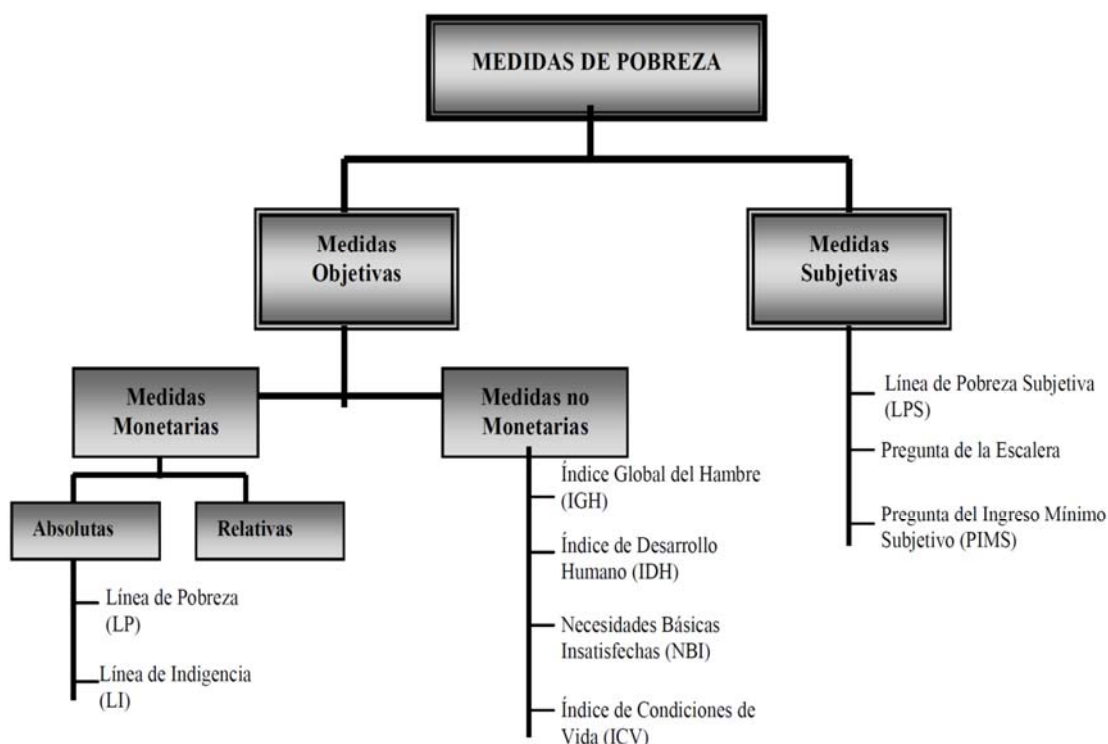 MEDIDAS DE POBREZA
Medidas
Objetivas
Medidas
Subjetivas
Medidas
Monetarias
Medidas no
Monetarias
Absolutas
Relativas
Línea de Pobreza
(LP)
Línea de Indigencia
(LI)
Índice Global del Hambre
(IGH)
Índice de Desarrollo
Humano (IDH)
Necesidades Básicas
Insatisfechas (NBI)
Índice de Condiciones de
Vida (ICV)
Línea de Pobreza Subjetiva
(LPS)
Pregunta de la Escalera
Pregunta del Ingreso Mínimo
Subjetivo (PIMS)